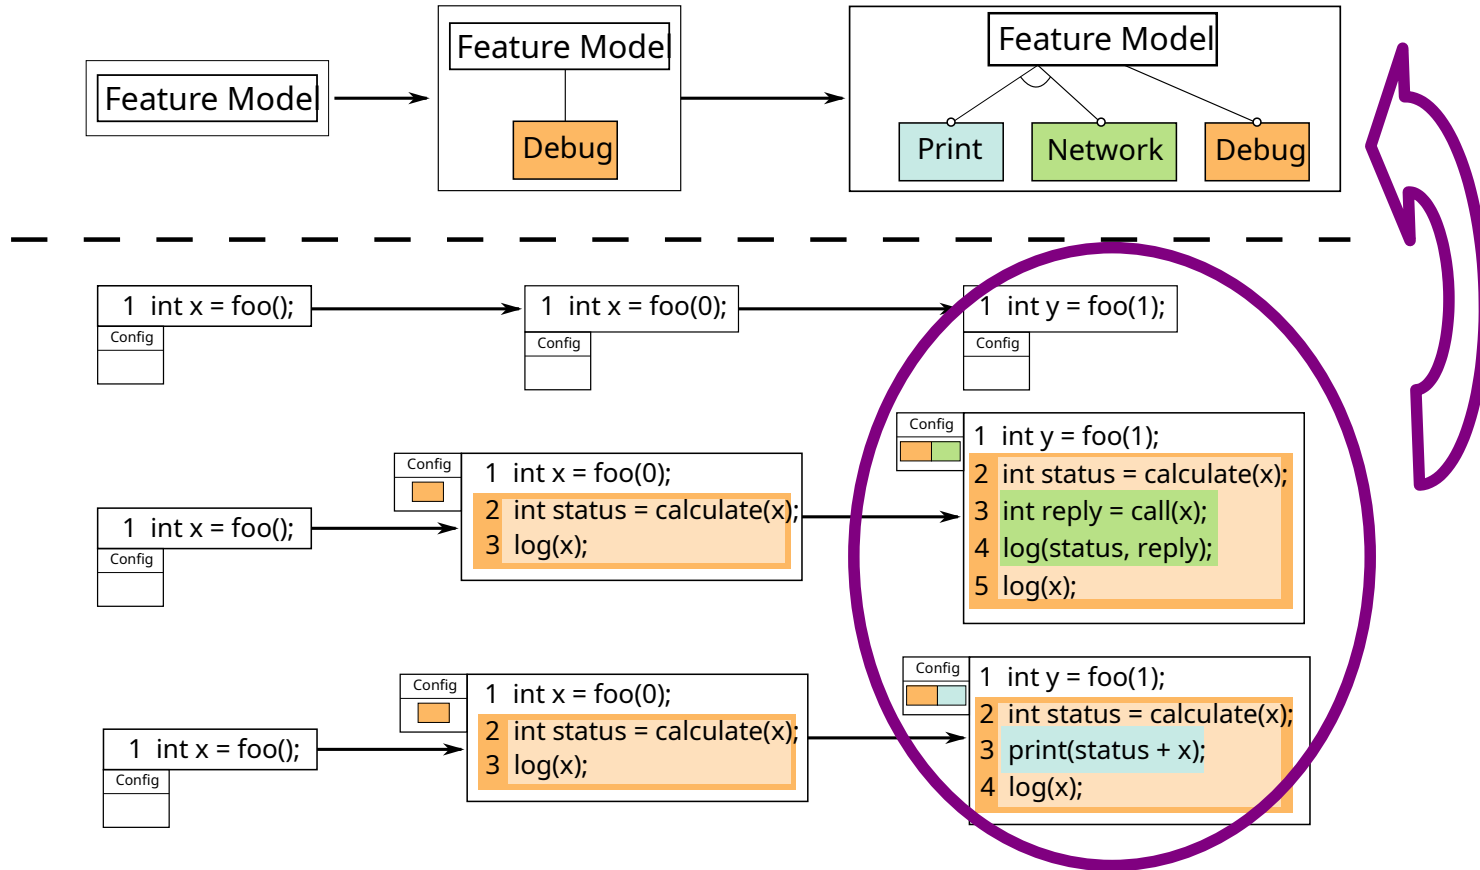 Feature Model
Feature Model
Debug
Feature Model
Print
Network
Debug
1 int x = foo();
Config
1 int x = foo(0);
Config
1 int y = foo(1);
Config
1 int x = foo();
Config
Config
1 int x = foo(0);
2 int status = calculate(x);
3 log(x);
Config
1 int y = foo(1);
2 int status = calculate(x);
3 int reply = call(x);
4 log(status, reply);
5 log(x);
1 int x = foo();
Config
Config
1 int x = foo(0);
2 int status = calculate(x);
3 log(x);
Config
1 int y = foo(1);
2 int status = calculate(x);
3 print(status + x);
4 log(x);